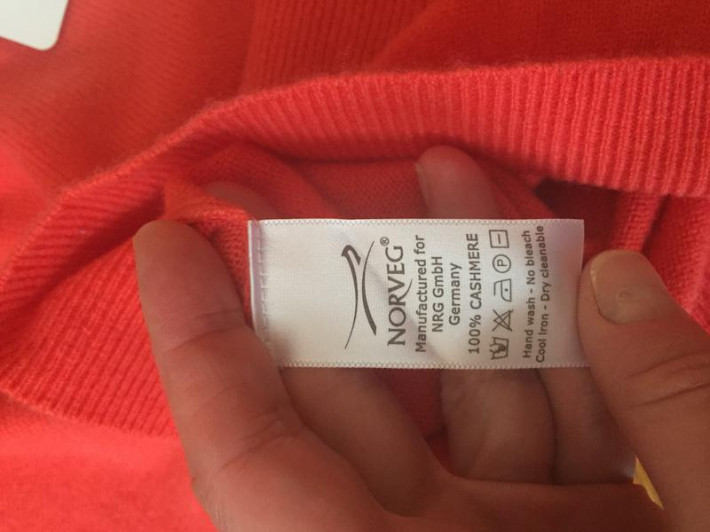 NORVEG®
Manufactured for
NRG GmbH
Germany
100% CASHMERE
P
Hand wash - No bleach
Cool Iron - Dry cleanable